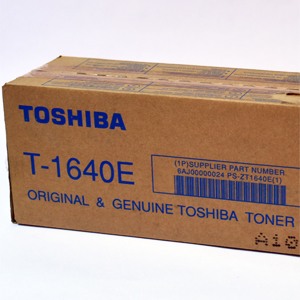 TOSHIBA
T-1640E
(1P)SUPPLIER PART NUMBER
6AJ00000024 PS-ZT1640E(1)
ORIGINAL & GENUINE TOSHIBA TONER